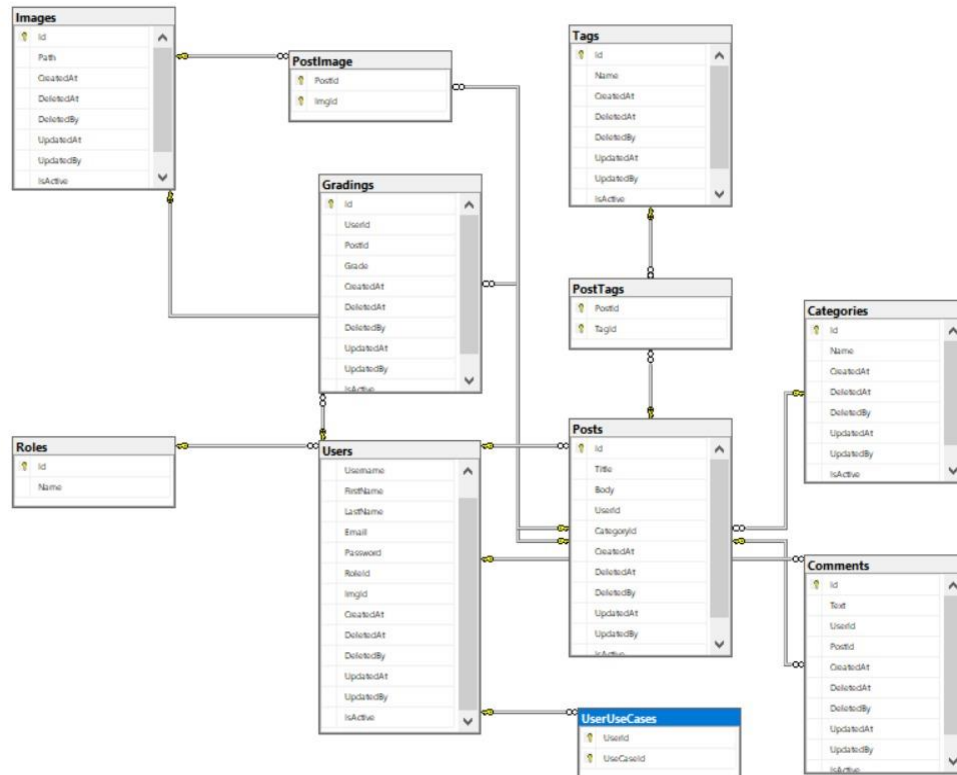 Images
Id
Path
CreatedAt
DeletedAt
DeletedBy
UpdatedAt
UpdatedBy
IsActive
PostImage
PostId
ImgId
Tags
Id
Name
CreatedAt
DeletedAt
DeletedBy
UpdatedAt
UpdatedBy
IsActive
Gradings
Id
UserId
PostId
Grade
CreatedAt
DeletedAt
DeletedBy
UpdatedAt
UpdatedBy
IsActive
PostTags
PostId
TagId
Categories
Id
Name
CreatedAt
DeletedAt
DeletedBy
UpdatedAt
UpdatedBy
IsActive
Roles
Id
Name
Users
Username
FirstName
LastName
Email
Password
RoleId
ImgId
CreatedAt
DeletedAt
DeletedBy
UpdatedAt
UpdatedBy
IsActive
Posts
Id
Title
Body
UserId
CategoryId
CreatedAt
DeletedAt
DeletedBy
UpdatedAt
UpdatedBy
IsActive
Comments
Id
Text
UserId
PostId
CreatedAt
DeletedAt
DeletedBy
UpdatedAt
UpdatedBy
IsActive
UserUseCases
UserId
UseCaseId